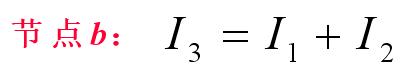 节点b： I₃ = I₁ + I₂